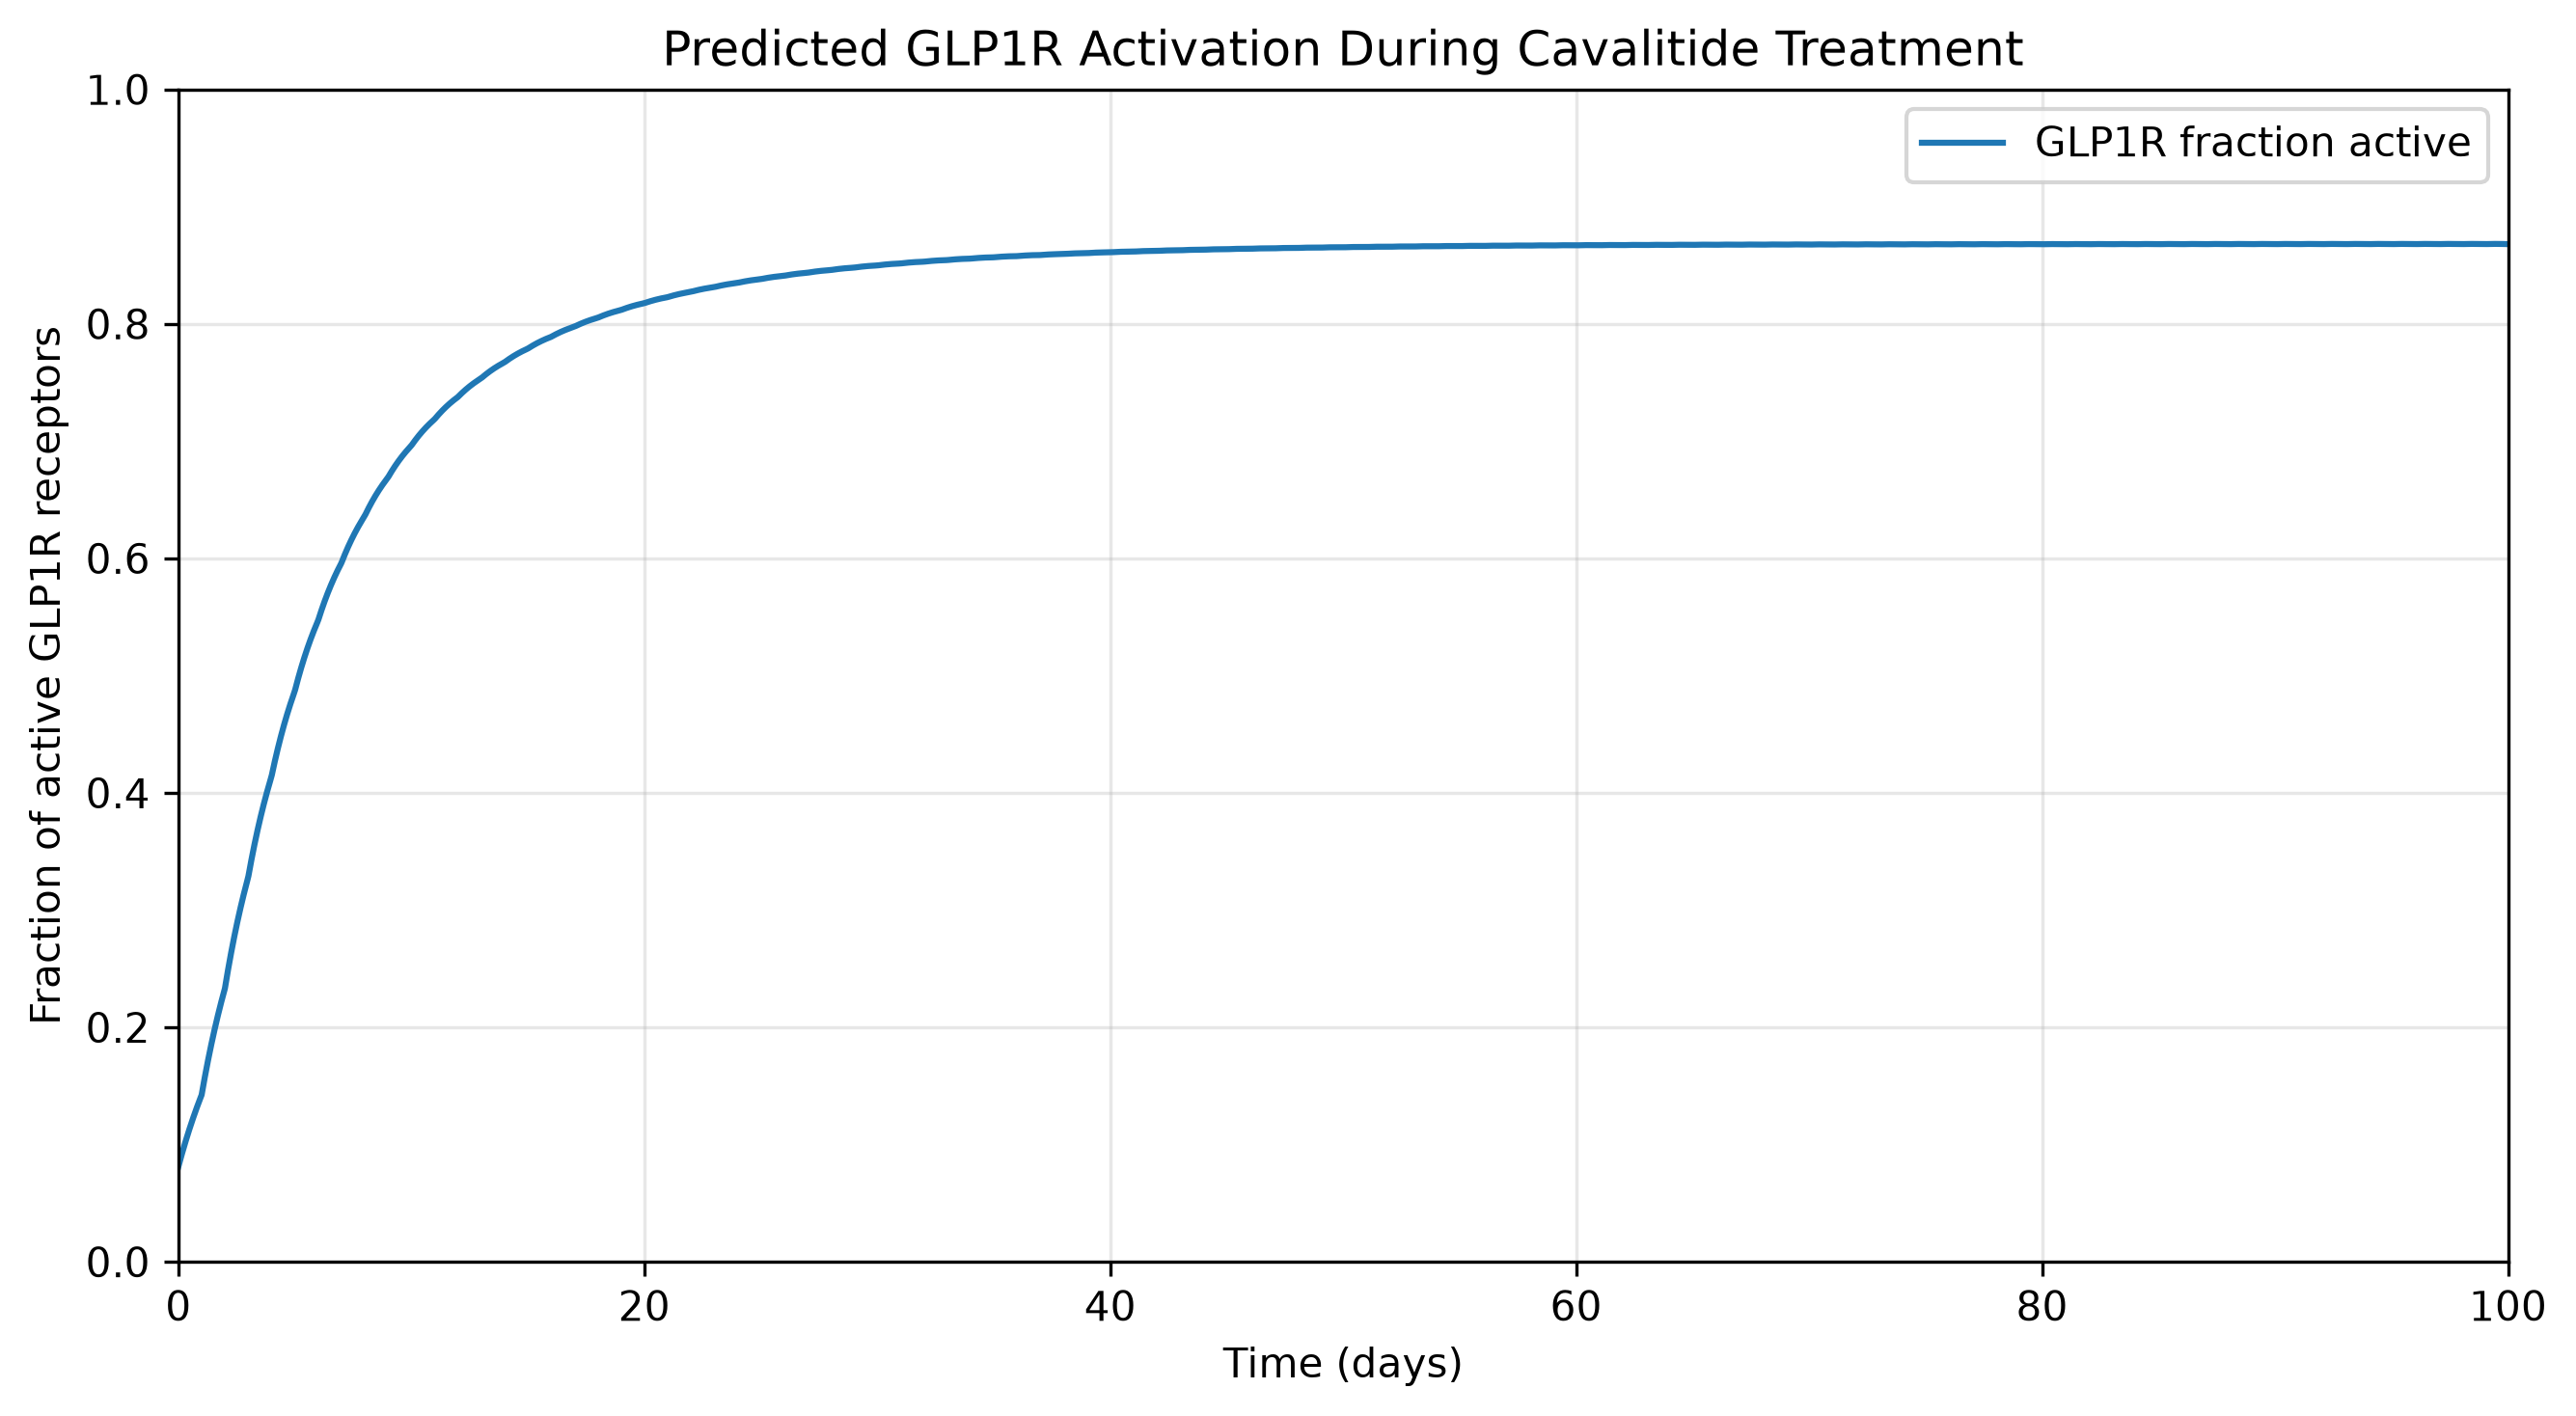 Predicted GLP1R Activation During Cavalitide Treatment
GLP1R fraction active
Fraction of active GLP1R receptors
1.0
0.8
0.6
0.4
0.2
0.0
0 20 40 60 80 100
Time (days)